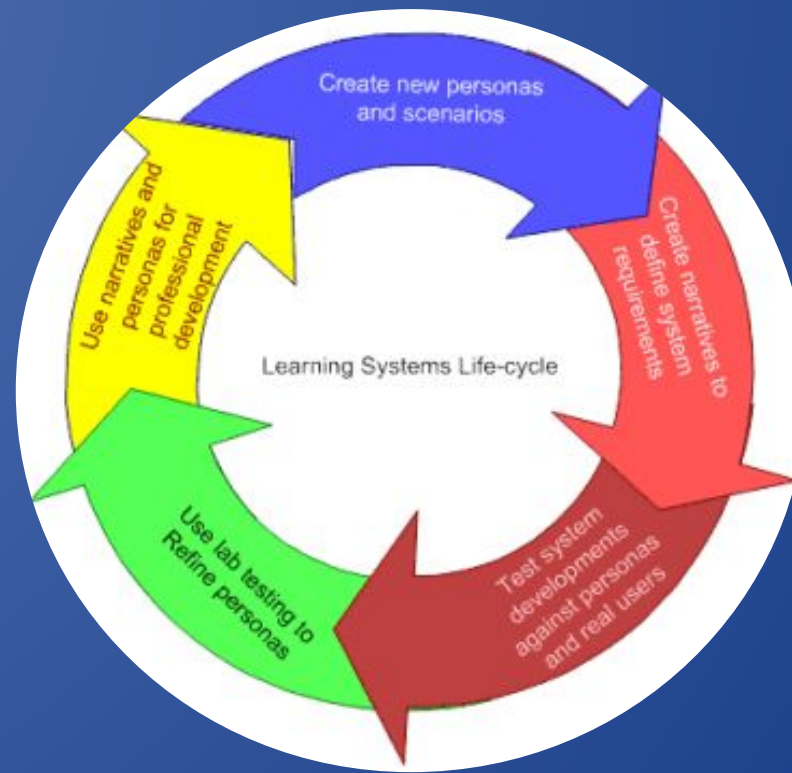 Create new personas
and scenarios
Create narratives to
define system
requirements
Test system
developments
against personas
and real users
Use lab testing to
Refine personas
Use narratives and
personas for
professional
development
Learning Systems Life-cycle